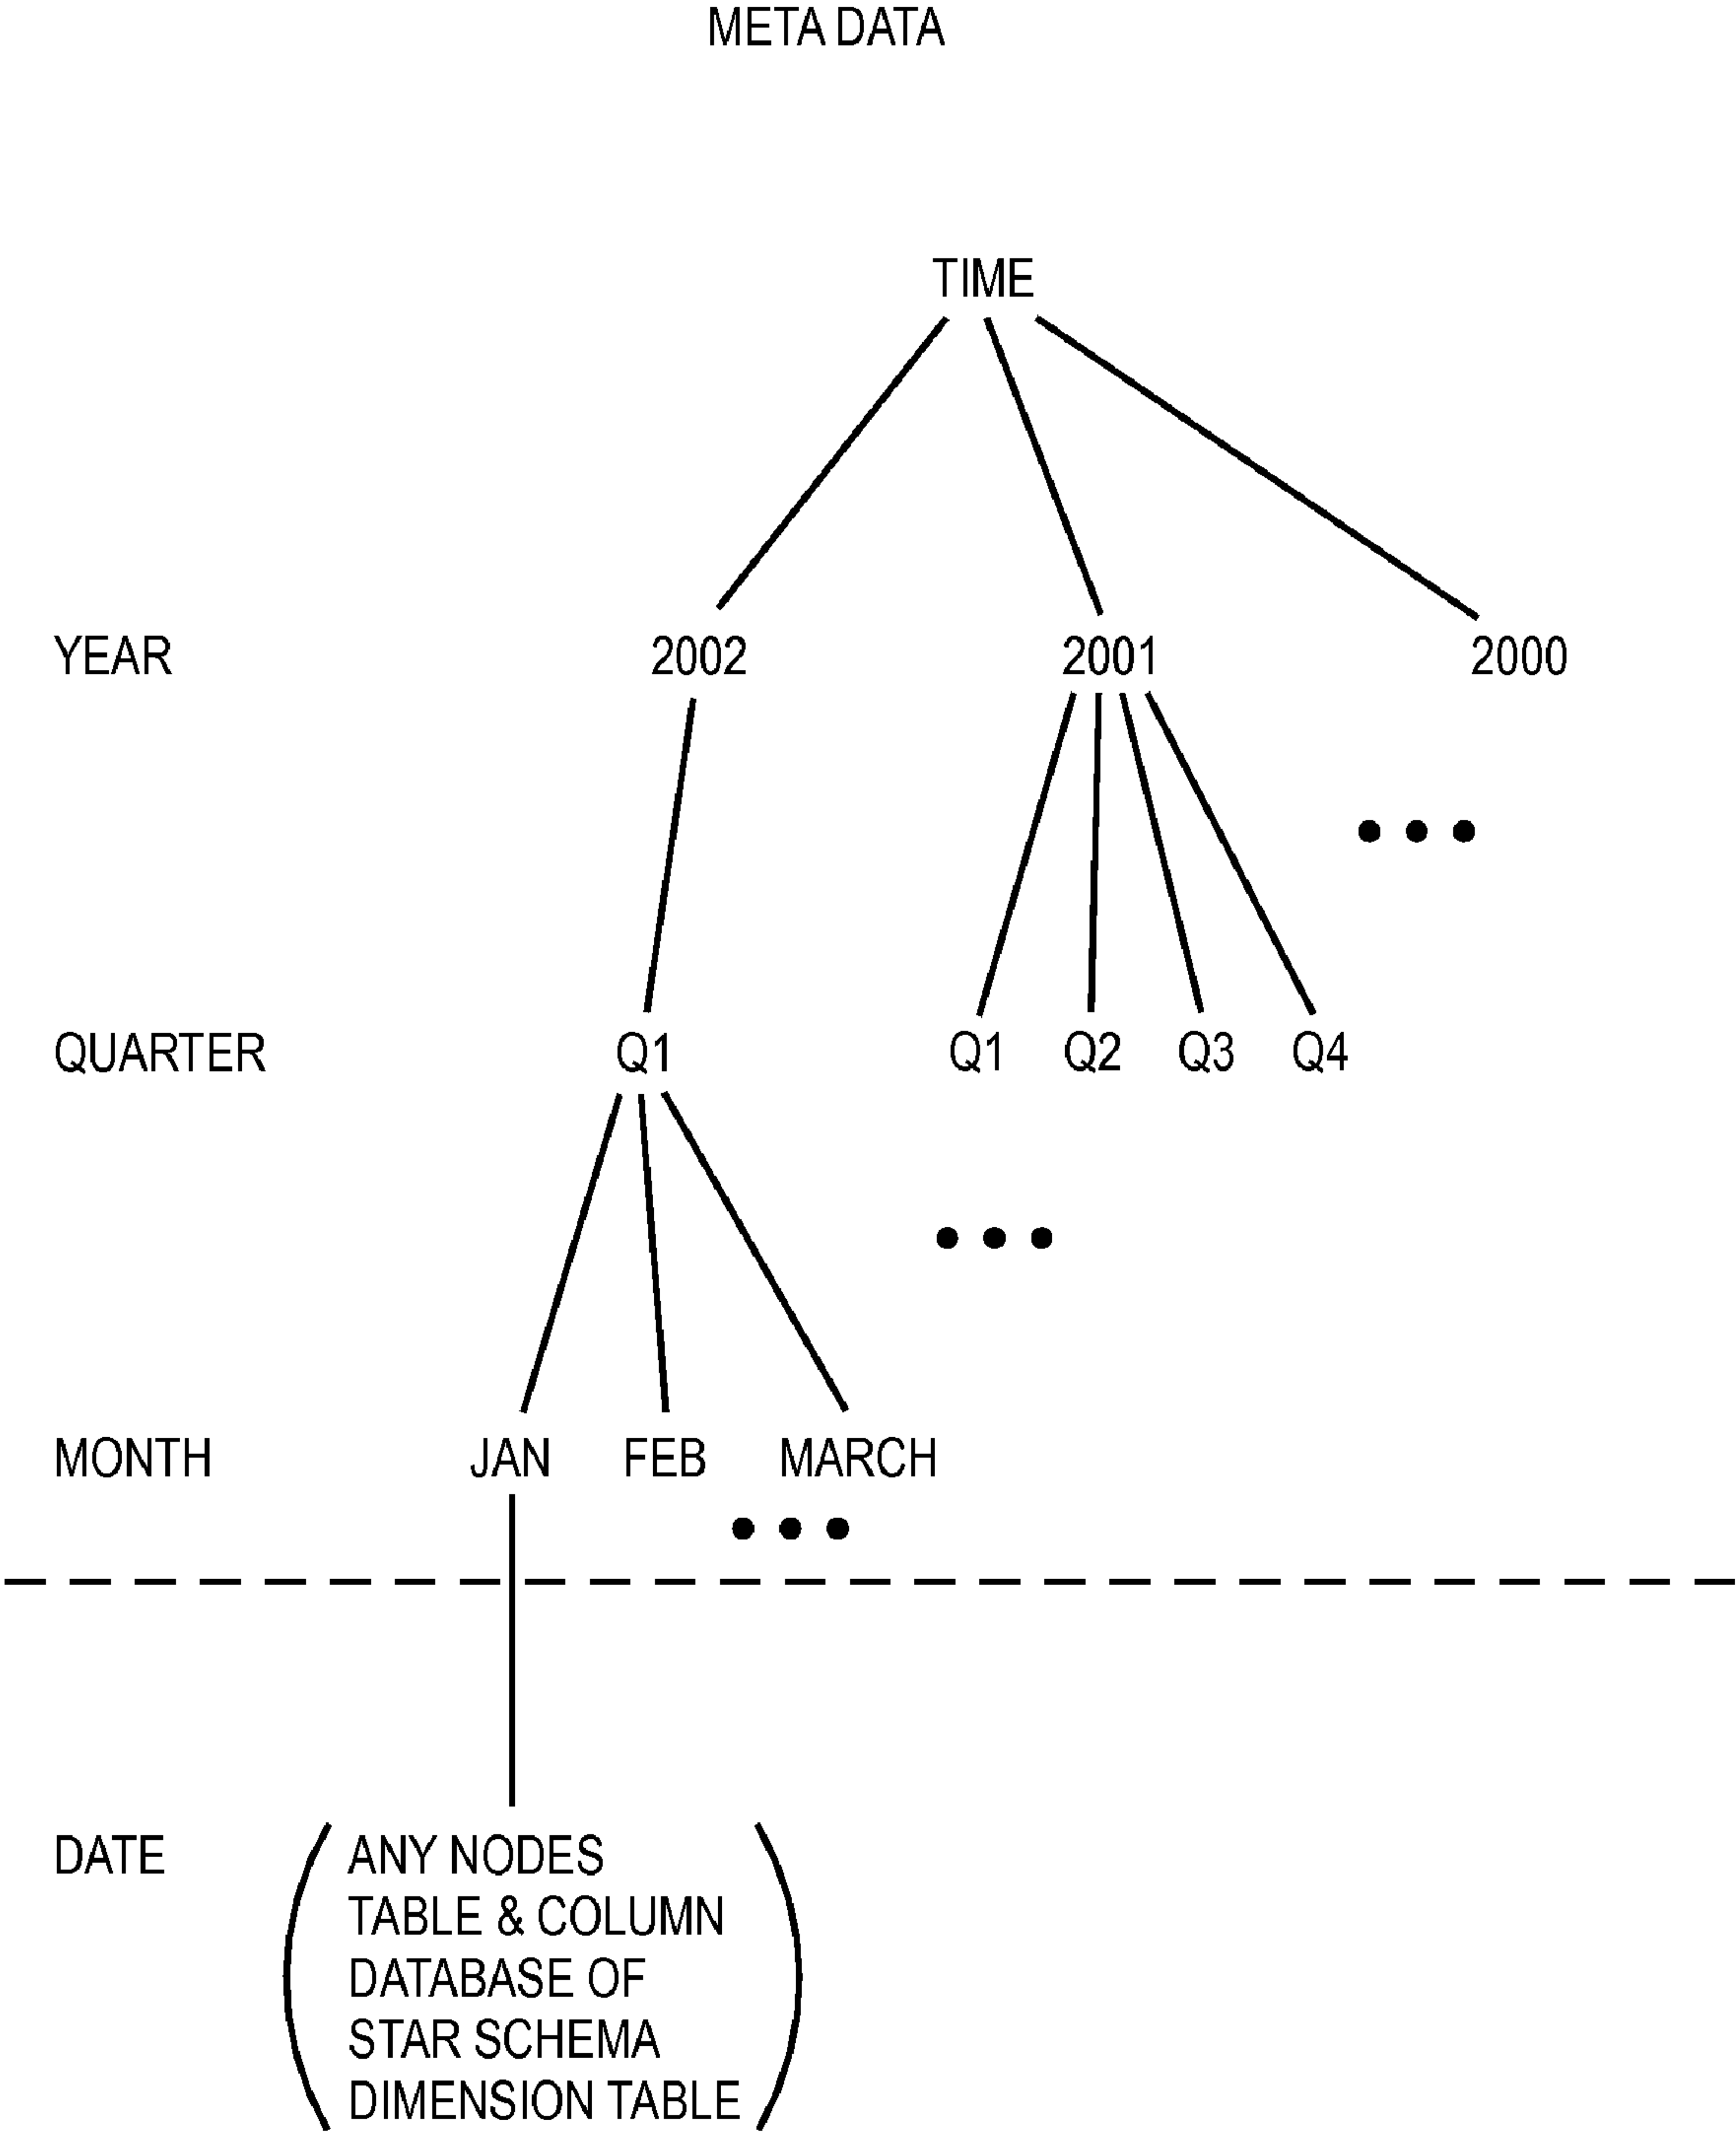 META DATA
TIME
YEAR 2002 2001 2000
QUARTER Q1 Q1 Q2 Q3 Q4
MONTH JAN FEB MARCH
DATE ANY NODES
TABLE & COLUMN
DATABASE OF
STAR SCHEMA
DIMENSION TABLE